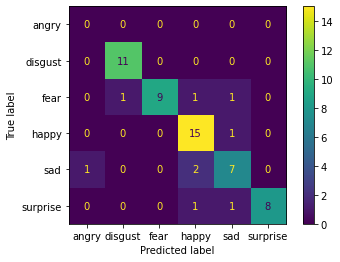 angry 0 0 0 0 0 0
disgust 0 11 0 0 0 0
fear 0 1 9 1 1 0
happy 0 0 0 15 1 0
sad 1 0 0 2 7 0
surprise 0 0 0 1 1 8
angry disgust fear happy sad surprise
Predicted label
True label
14
12
10
8
6
4
2
0